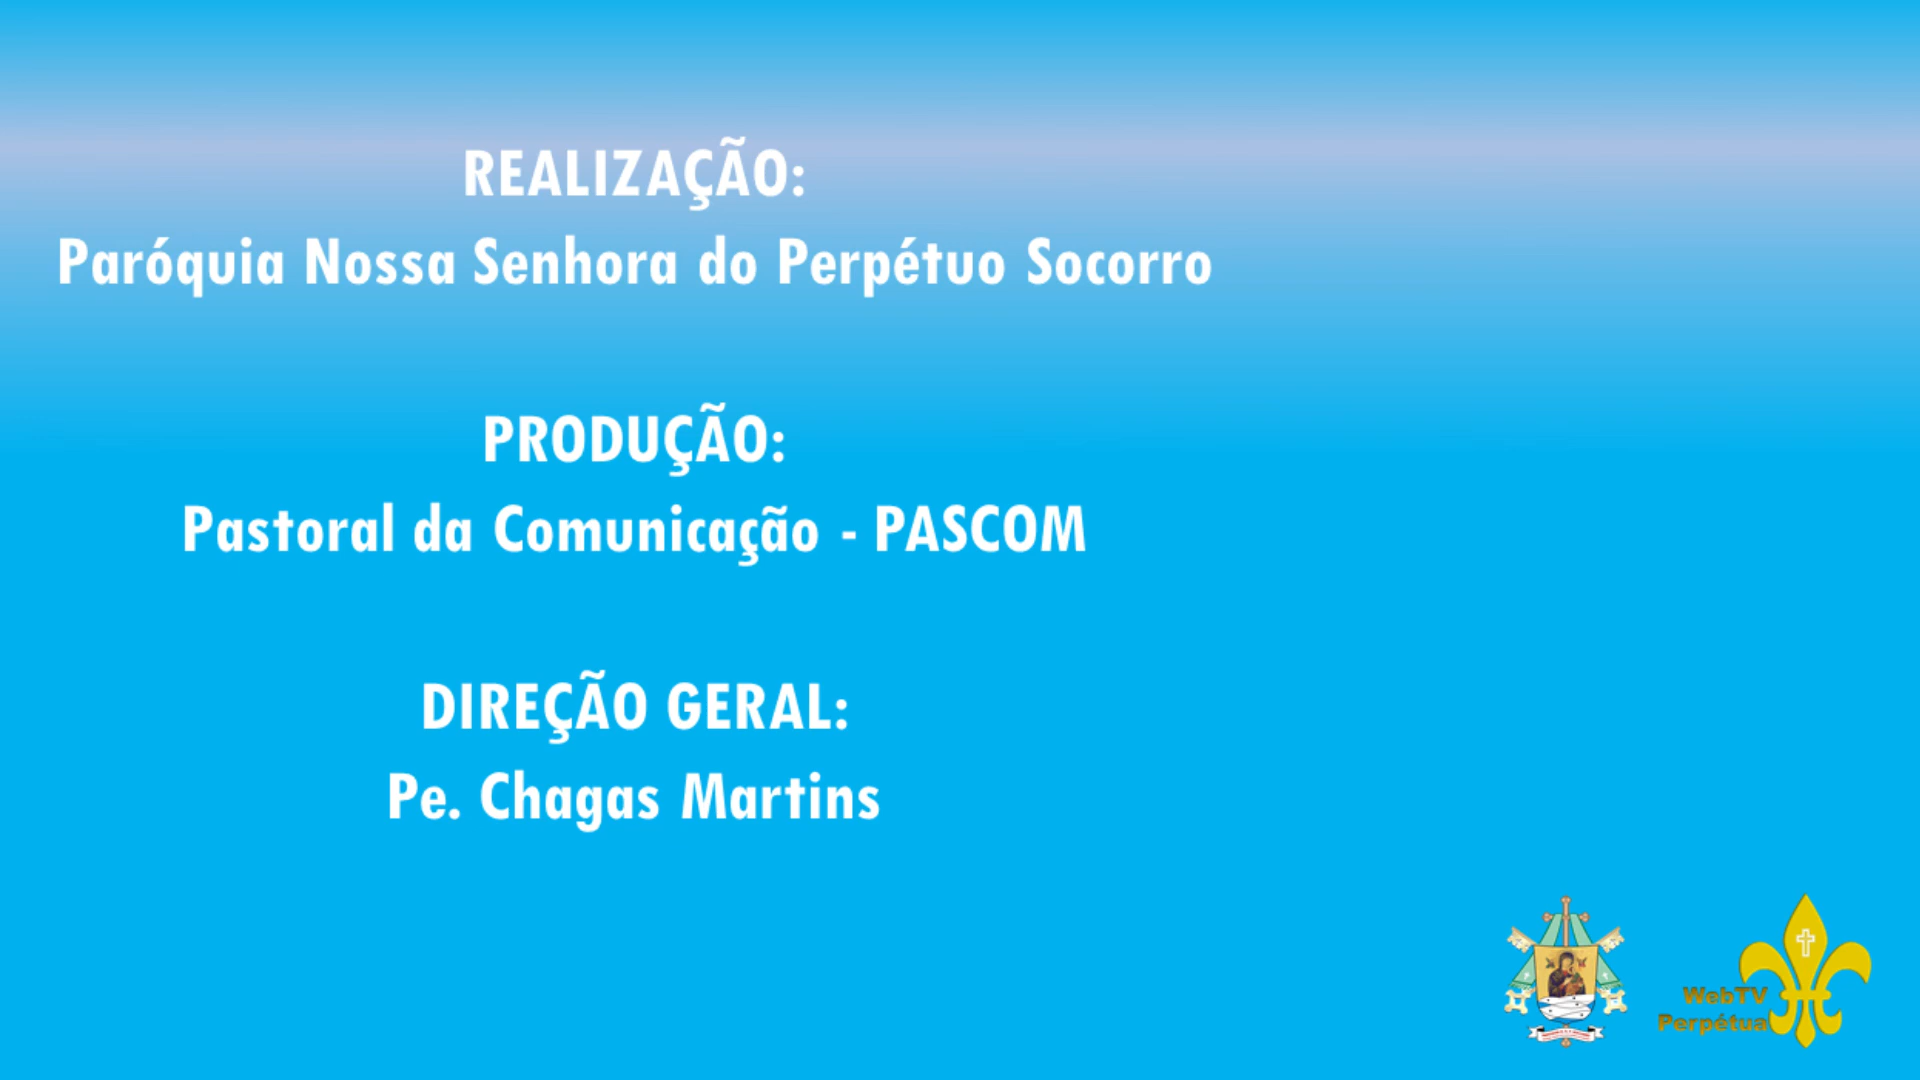 REALIZAÇÃO:
Paróquia Nossa Senhora do Perpétuo Socorro
PRODUÇÃO:
Pastoral da Comunicação - PASCOM
DIREÇÃO GERAL:
Pe. Chagas Martins
WebTV
Perpétua